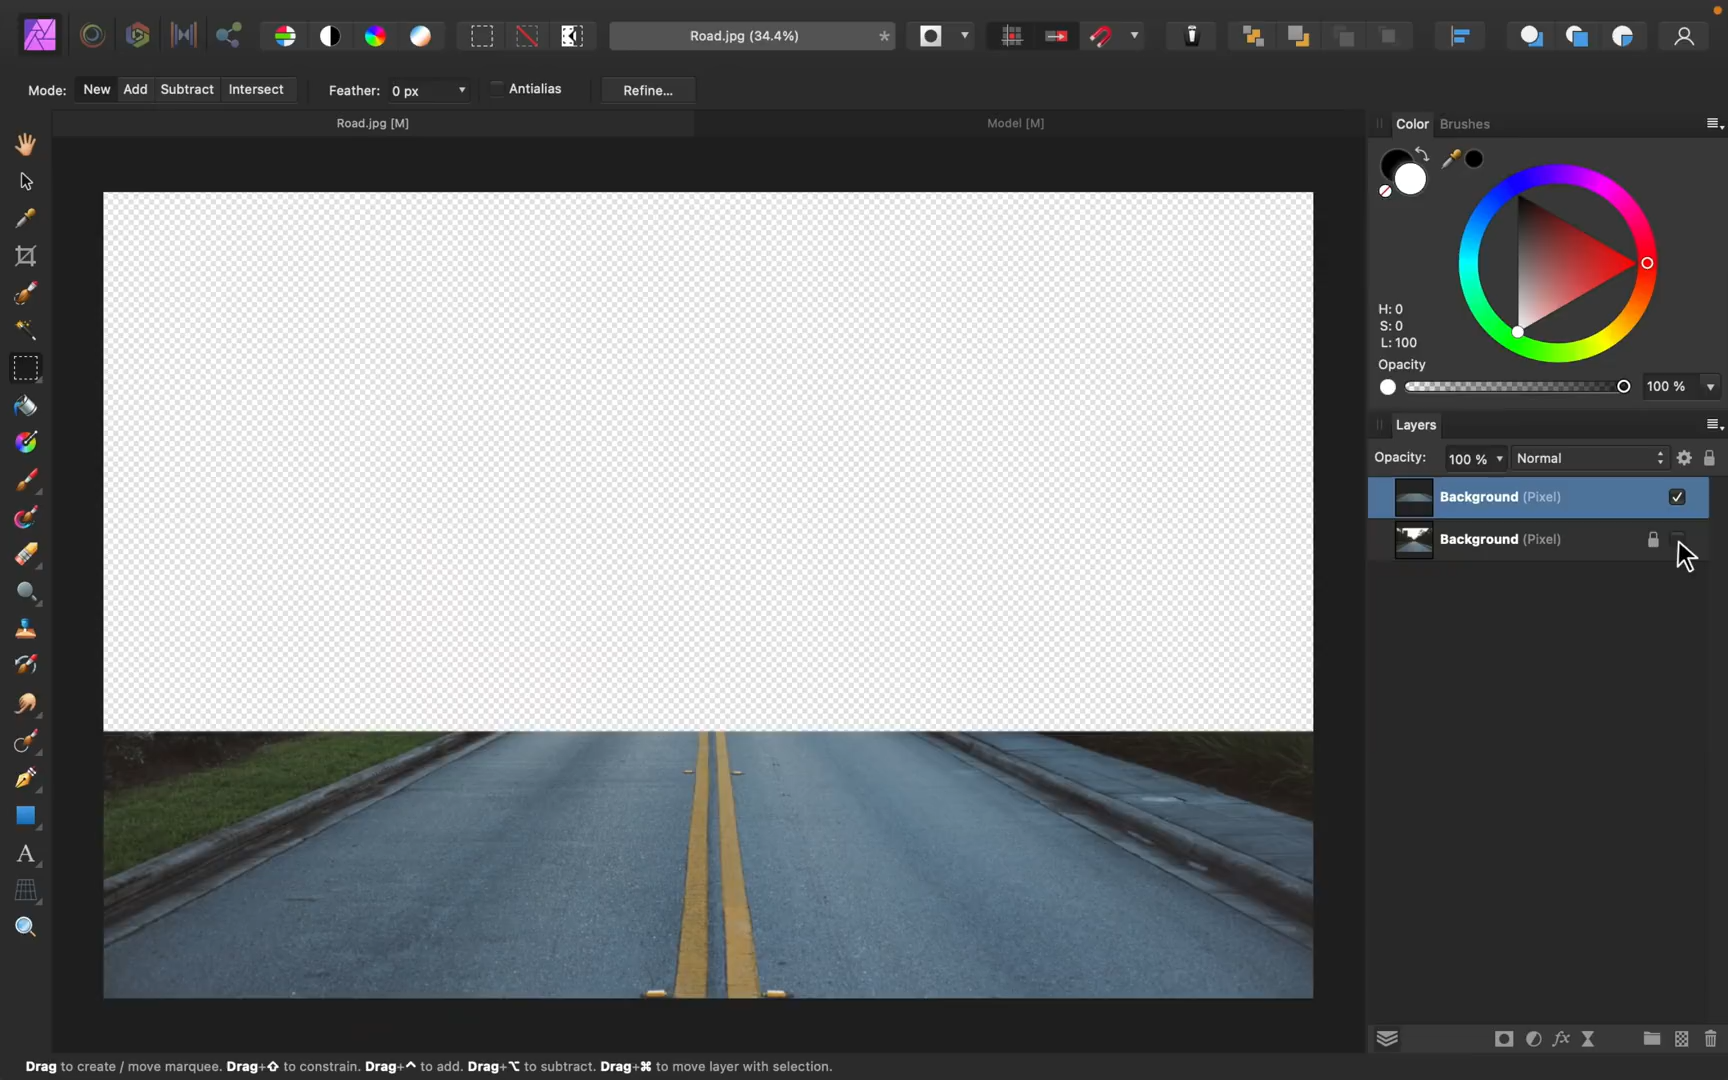 Road.jpg (34.4%)
*
Mode: New Add Subtract Intersect Feather: 0 px Antialias Refine...
Road.jpg [M]
Model [M]
Color Brushes
H: 0
S: 0
L: 100
Opacity
100 %
Layers
Opacity: 100 % Normal
Background (Pixel)
Background (Pixel)
Drag to create / move marquee. Drag+⇧ to constrain. Drag+⌃ to add. Drag+⌥ to subtract. Drag+⌘ to move layer with selection.